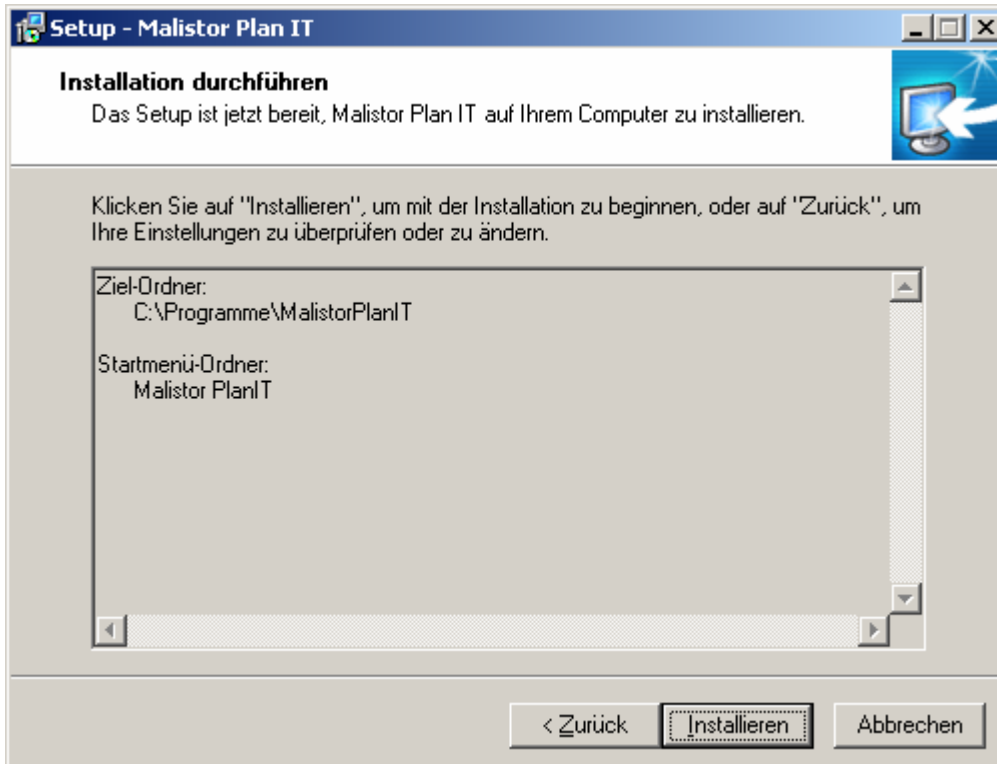 Setup - Malistor Plan IT
Installation durchführen
Das Setup ist jetzt bereit, Malistor Plan IT auf Ihrem Computer zu installieren.
Klicken Sie auf "Installieren", um mit der Installation zu beginnen, oder auf "Zurück", um
Ihre Einstellungen zu überprüfen oder zu ändern.
Ziel-Ordner:
C:\Programme\MalistorPlanIT
Startmenü-Ordner:
Malistor PlanIT
< Zurück
Installieren
Abbrechen